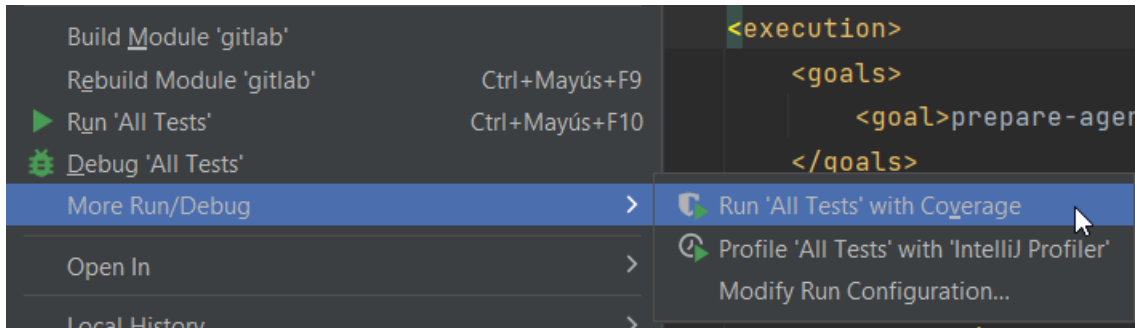 Build Module 'gitlab'
Rebuild Module 'gitlab' Ctrl+Mayús+F9
Run 'All Tests' Ctrl+Mayús+F10
Debug 'All Tests'
More Run/Debug
Open In
Local History
<execution>
<goals>
<goal>prepare-ager
</goals>
Run 'All Tests' with Coverage
Profile 'All Tests' with 'IntelliJ Profiler'
Modify Run Configuration...